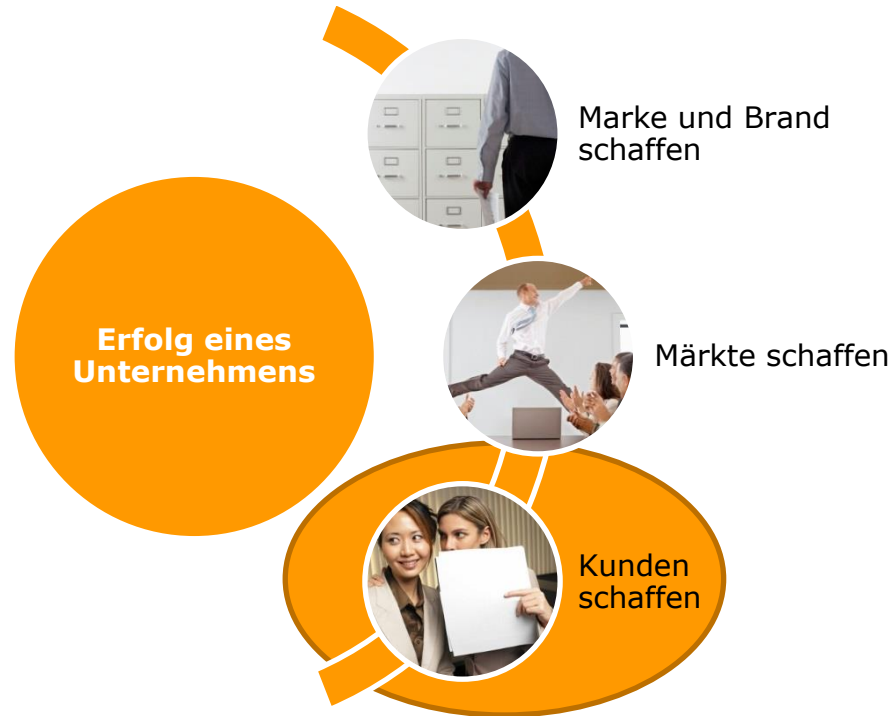 Marke und Brand
schaffen
Erfolg eines
Unternehmens
Märkte schaffen
Kunden
schaffen